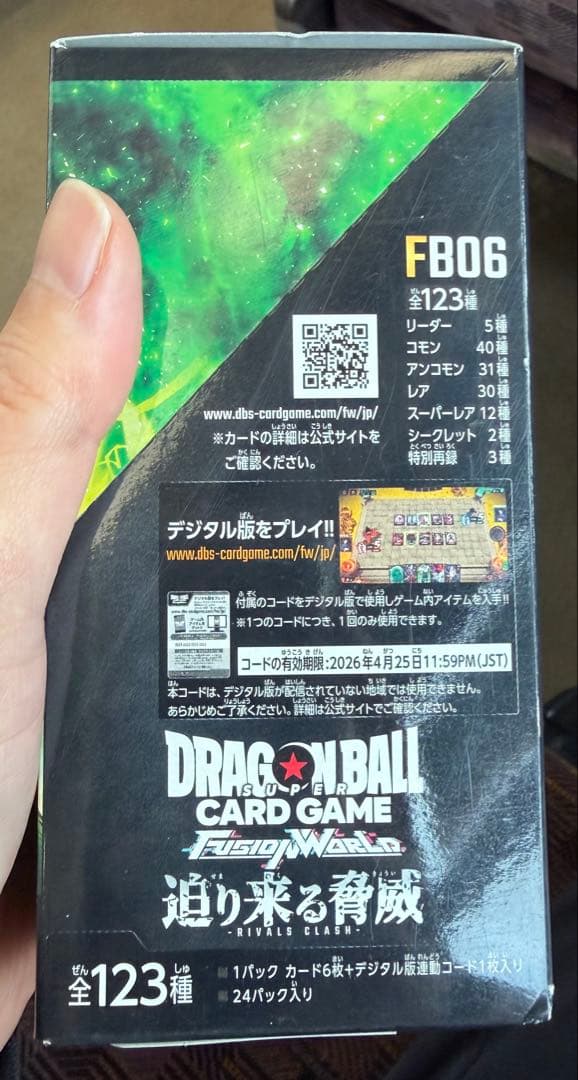 FB06
全123種
リーダー 5種
コモン 40種
アンコモン 31種
レア 30種
スーパーレア 12種
シークレット 2種
特別再録 3種
www.dbs-cardgame.com/fw/jp/
※カードの詳細は公式サイトを
ご確認ください。
デジタル版をプレイ!!
www.dbs-cardgame.com/fw/jp/
付属のコードをデジタル版で使用しゲーム内アイテムを入手!!
※1つのコードにつき、1回のみ使用できます。
コードの有効期限:2026年4月25日11:59PM(JST)
本コードは、デジタル版が配信されていない地域では使用できません。
あらかじめご了承ください。詳細は公式サイトでご確認ください。
DRAGON BALL
SUPER
CARD GAME
FUSION WORLD
迫り来る脅威
-RIVALS CLASH-
全123種
1パック カード6枚+デジタル版連動コード1枚入り
24パック入り